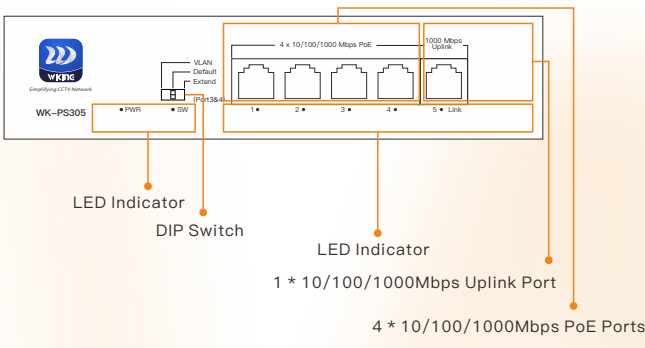 WKING
Simplifying CCTV Network
WK-PS305
VLAN
Default
Extend
(Port3&4)
PWR
SW
4 x 10/100/1000 Mbps PoE
1000 Mbps
Uplink
1
2
3
4
5
Link
LED Indicator
DIP Switch
LED Indicator
1 * 10/100/1000Mbps Uplink Port
4 * 10/100/1000Mbps PoE Ports